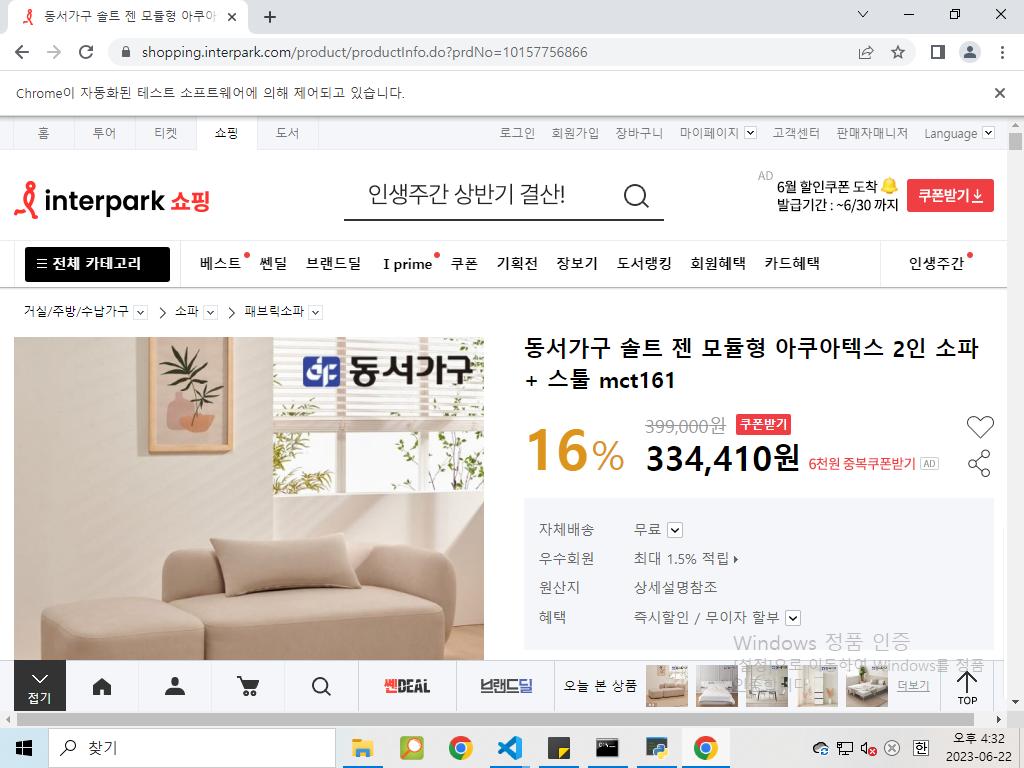 동서가구 솔트 젠 모듈형 아쿠아
shopping.interpark.com/product/productInfo.do?prdNo=10157756866
Chrome이 자동화된 테스트 소프트웨어에 의해 제어되고 있습니다.
홈 투어 티켓 쇼핑 도서 로그인 회원가입 장바구니 마이페이지 고객센터 판매자매니저 Language
interpark 쇼핑
인생주간 상반기 결산!
AD
6월 할인쿠폰 도착
발급기간 : ~6/30 까지
쿠폰받기
전체 카테고리 베스트 쎈딜 브랜드딜 I prime 쿠폰 기획전 장보기 도서랭킹 회원혜택 카드혜택 인생주간
거실/주방/수납가구 소파 패브릭소파
동서가구
동서가구 솔트 젠 모듈형 아쿠아텍스 2인 소파
+ 스툴 mct161
16%
399,000원 쿠폰받기
334,410원 6천원 중복쿠폰받기 AD
자체배송 무료
우수회원 최대 1.5% 적립
원산지 상세설명참조
혜택 즉시할인 / 무이자 할부
Windows 정품 인증
[설정]으로 이동하여 Windows를 정품
접기
쎈DEAL
브랜드딜
오늘 본 상품
더보기
TOP
찾기
한
오후 4:32
2023-06-22